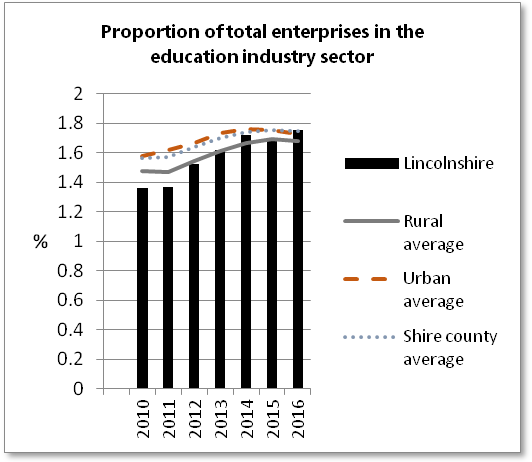 Proportion of total enterprises in the
education industry sector
2
1.8
1.6
1.4
1.2
1
0.8
0.6
0.4
0.2
0
%
2010
2011
2012
2013
2014
2015
2016
Lincolnshire
Rural
average
Urban
average
Shire county
average